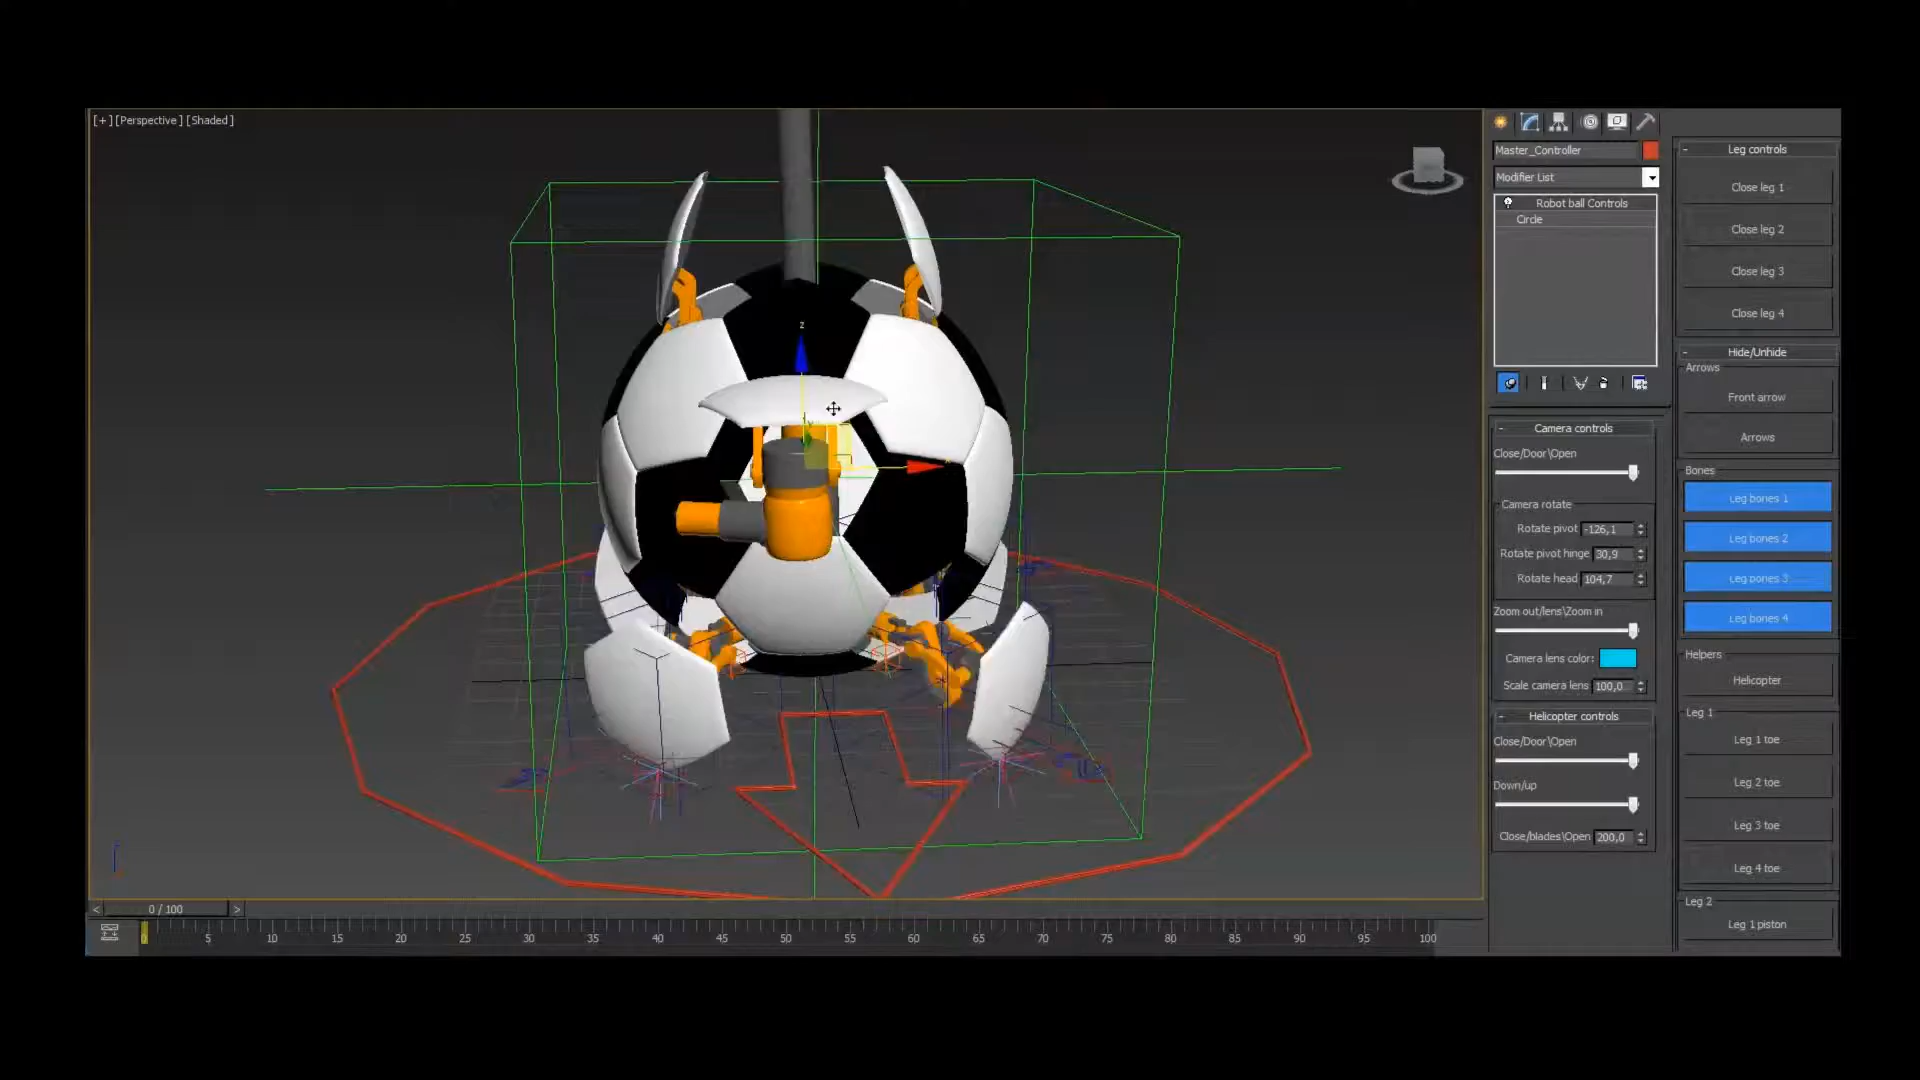 [+] [Perspective ] [Shaded ]
z
Master_Controller
Modifier List
Robot ball Controls
Circle
- Camera controls
Close/Door\Open
Camera rotate
Rotate pivot -126,1
Rotate pivot hinge 30,9
Rotate head 104,7
Zoom out/lens\Zoom in
Camera lens color:
Scale camera lens 100,0
- Helicopter controls
Close/Door\Open
Down/up
Close/blades\Open 200,0
- Leg controls
Close leg 1
Close leg 2
Close leg 3
Close leg 4
- Hide/Unhide
Arrows
Front arrow
Arrows
Bones
Leg bones 1
Leg bones 2
Leg bones 3
Leg bones 4
Helpers
Helicopter
Leg 1
Leg 1 toe
Leg 2 toe
Leg 3 toe
Leg 4 toe
Leg 2
Leg 1 piston
< 0 / 100 >
0 5 10 15 20 25 30 35 40 45 50 55 60 65 70 75 80 85 90 95 100